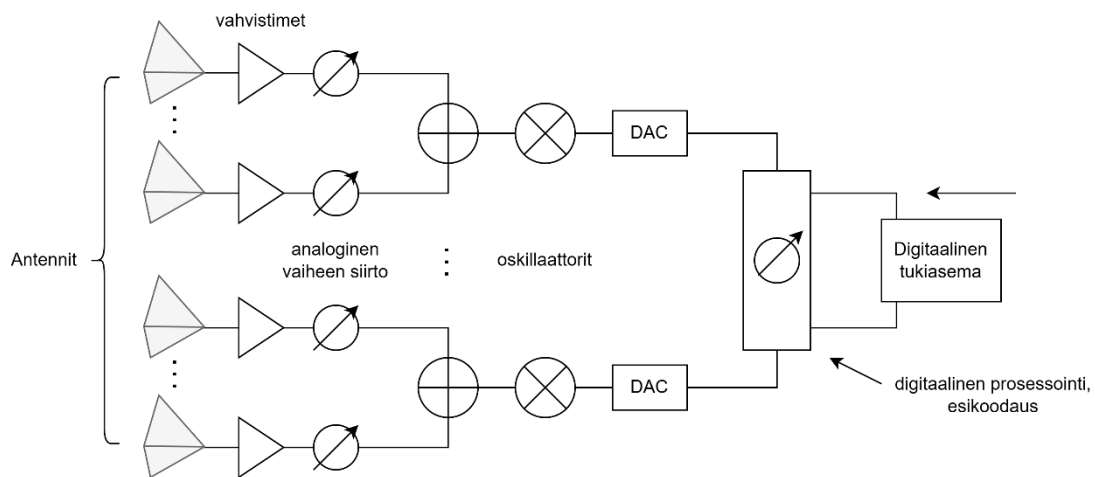 vahvistimet
DAC
Antennit
analoginen
vaiheen siirto
oskillaattorit
Digitaalinen
tukiasema
DAC
digitaalinen prosessointi,
esikoodaus